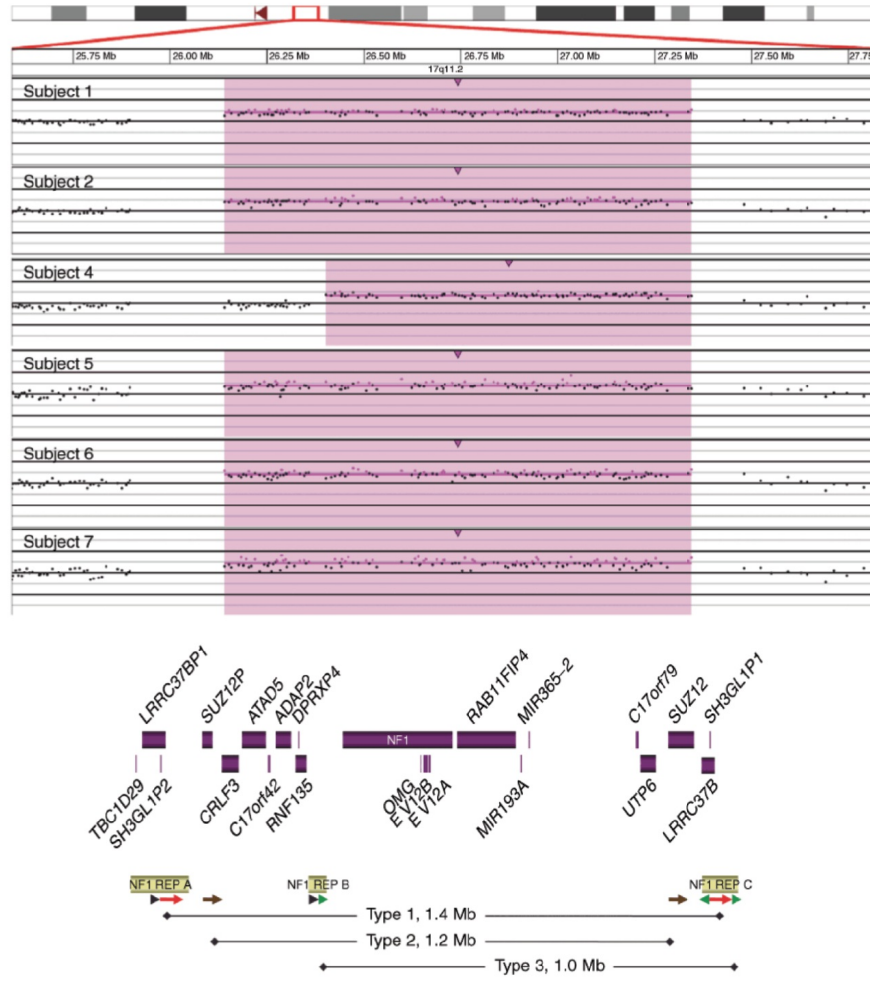 25.75 Mb 26.00 Mb 26.25 Mb 26.50 Mb 26.75 Mb 27.00 Mb 27.25 Mb 27.50 Mb 27.75
17q11.2
Subject 1
Subject 2
Subject 4
Subject 5
Subject 6
Subject 7
LRRC37BP1 SUZ12P ATAD5 ADAP2 DPRXP4 RAB11FIP4 MIR365-2 C17orf79 SUZ12 SH3GL1P1
NF1
TBC1D29 SH3GL1P2 CRLF3 C17orf42 RNF135 OMG EV12B EV12A MIR193A UTP6 LRRC37B
NF1 REP A NF1 REP B NF1 REP C
Type 1, 1.4 Mb
Type 2, 1.2 Mb
Type 3, 1.0 Mb